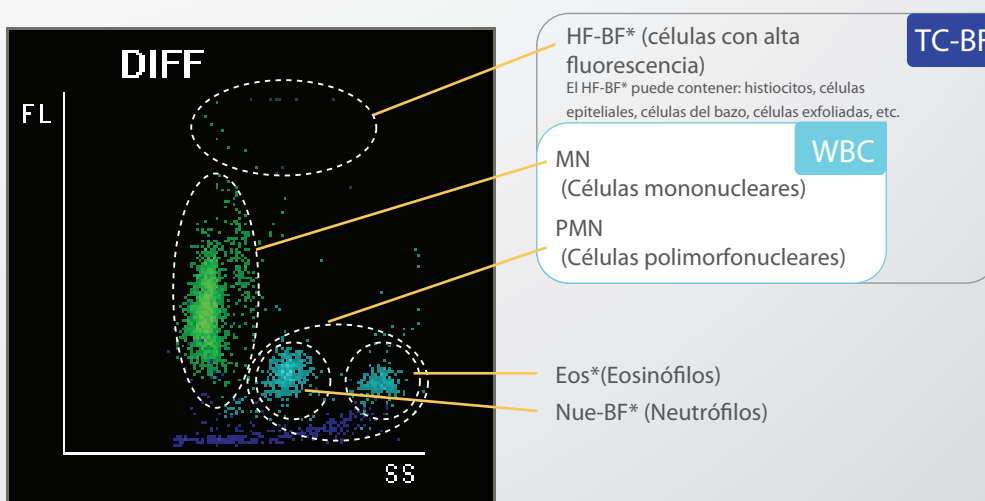 DIFF
FL
SS
HF-BF* (células con alta
fluorescencia)
El HF-BF* puede contener: histiocitos, células
epiteliales, células del bazo, células exfoliadas, etc.
TC-BF
WBC
MN
(Células mononucleares)
PMN
(Células polimorfonucleares)
Eos*(Eosinófilos)
Nue-BF* (Neutrófilos)